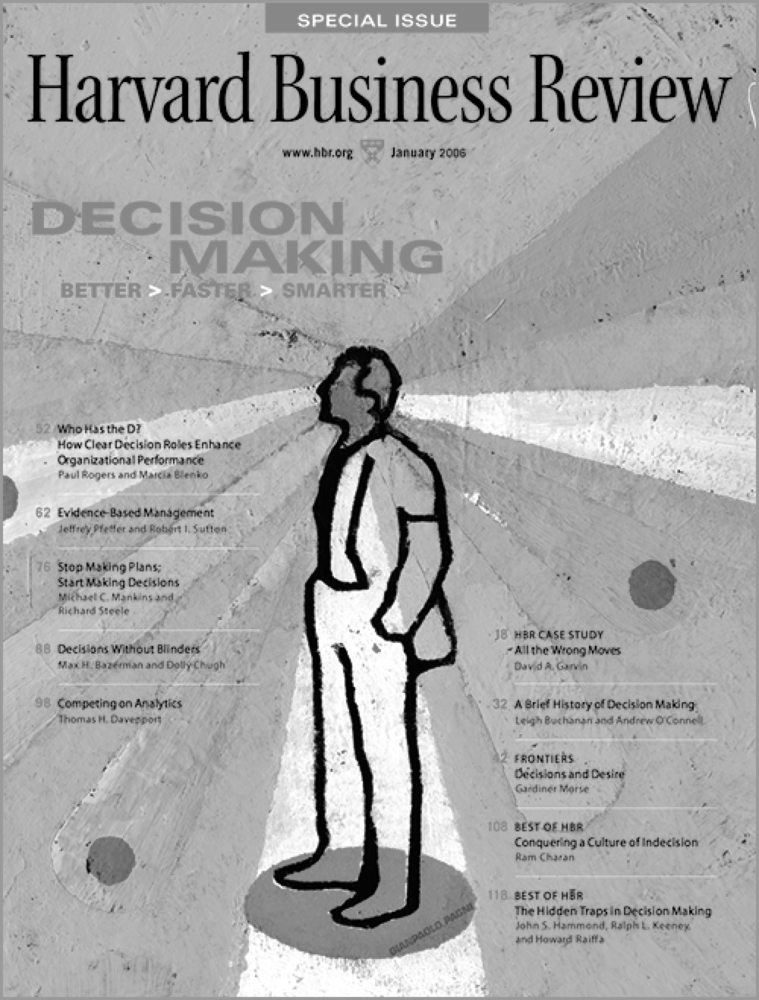 SPECIAL ISSUE
Harvard Business Review
www.hbr.org January 2006
DECISION
MAKING
BETTER > FASTER > SMARTER
52 Who Has the D?
How Clear Decision Roles Enhance
Organizational Performance
Paul Rogers and Marcia Blenko
62 Evidence-Based Management
Jeffrey Pfeffer and Robert I. Sutton
76 Stop Making Plans;
Start Making Decisions
Michael C. Mankins and
Richard Steele
88 Decisions Without Blinders
Max H. Bazerman and Dolly Chugh
98 Competing on Analytics
Thomas H. Davenport
18 HBR CASE STUDY
All the Wrong Moves
David A. Garvin
32 A Brief History of Decision Making
Leigh Buchanan and Andrew O'Connell
42 FRONTIERS
Decisions and Desire
Gardiner Morse
108 BEST OF HBR
Conquering a Culture of Indecision
Ram Charan
118 BEST OF HBR
The Hidden Traps in Decision Making
John S. Hammond, Ralph L. Keeney,
and Howard Raiffa
GIANPAOLO PAGNI